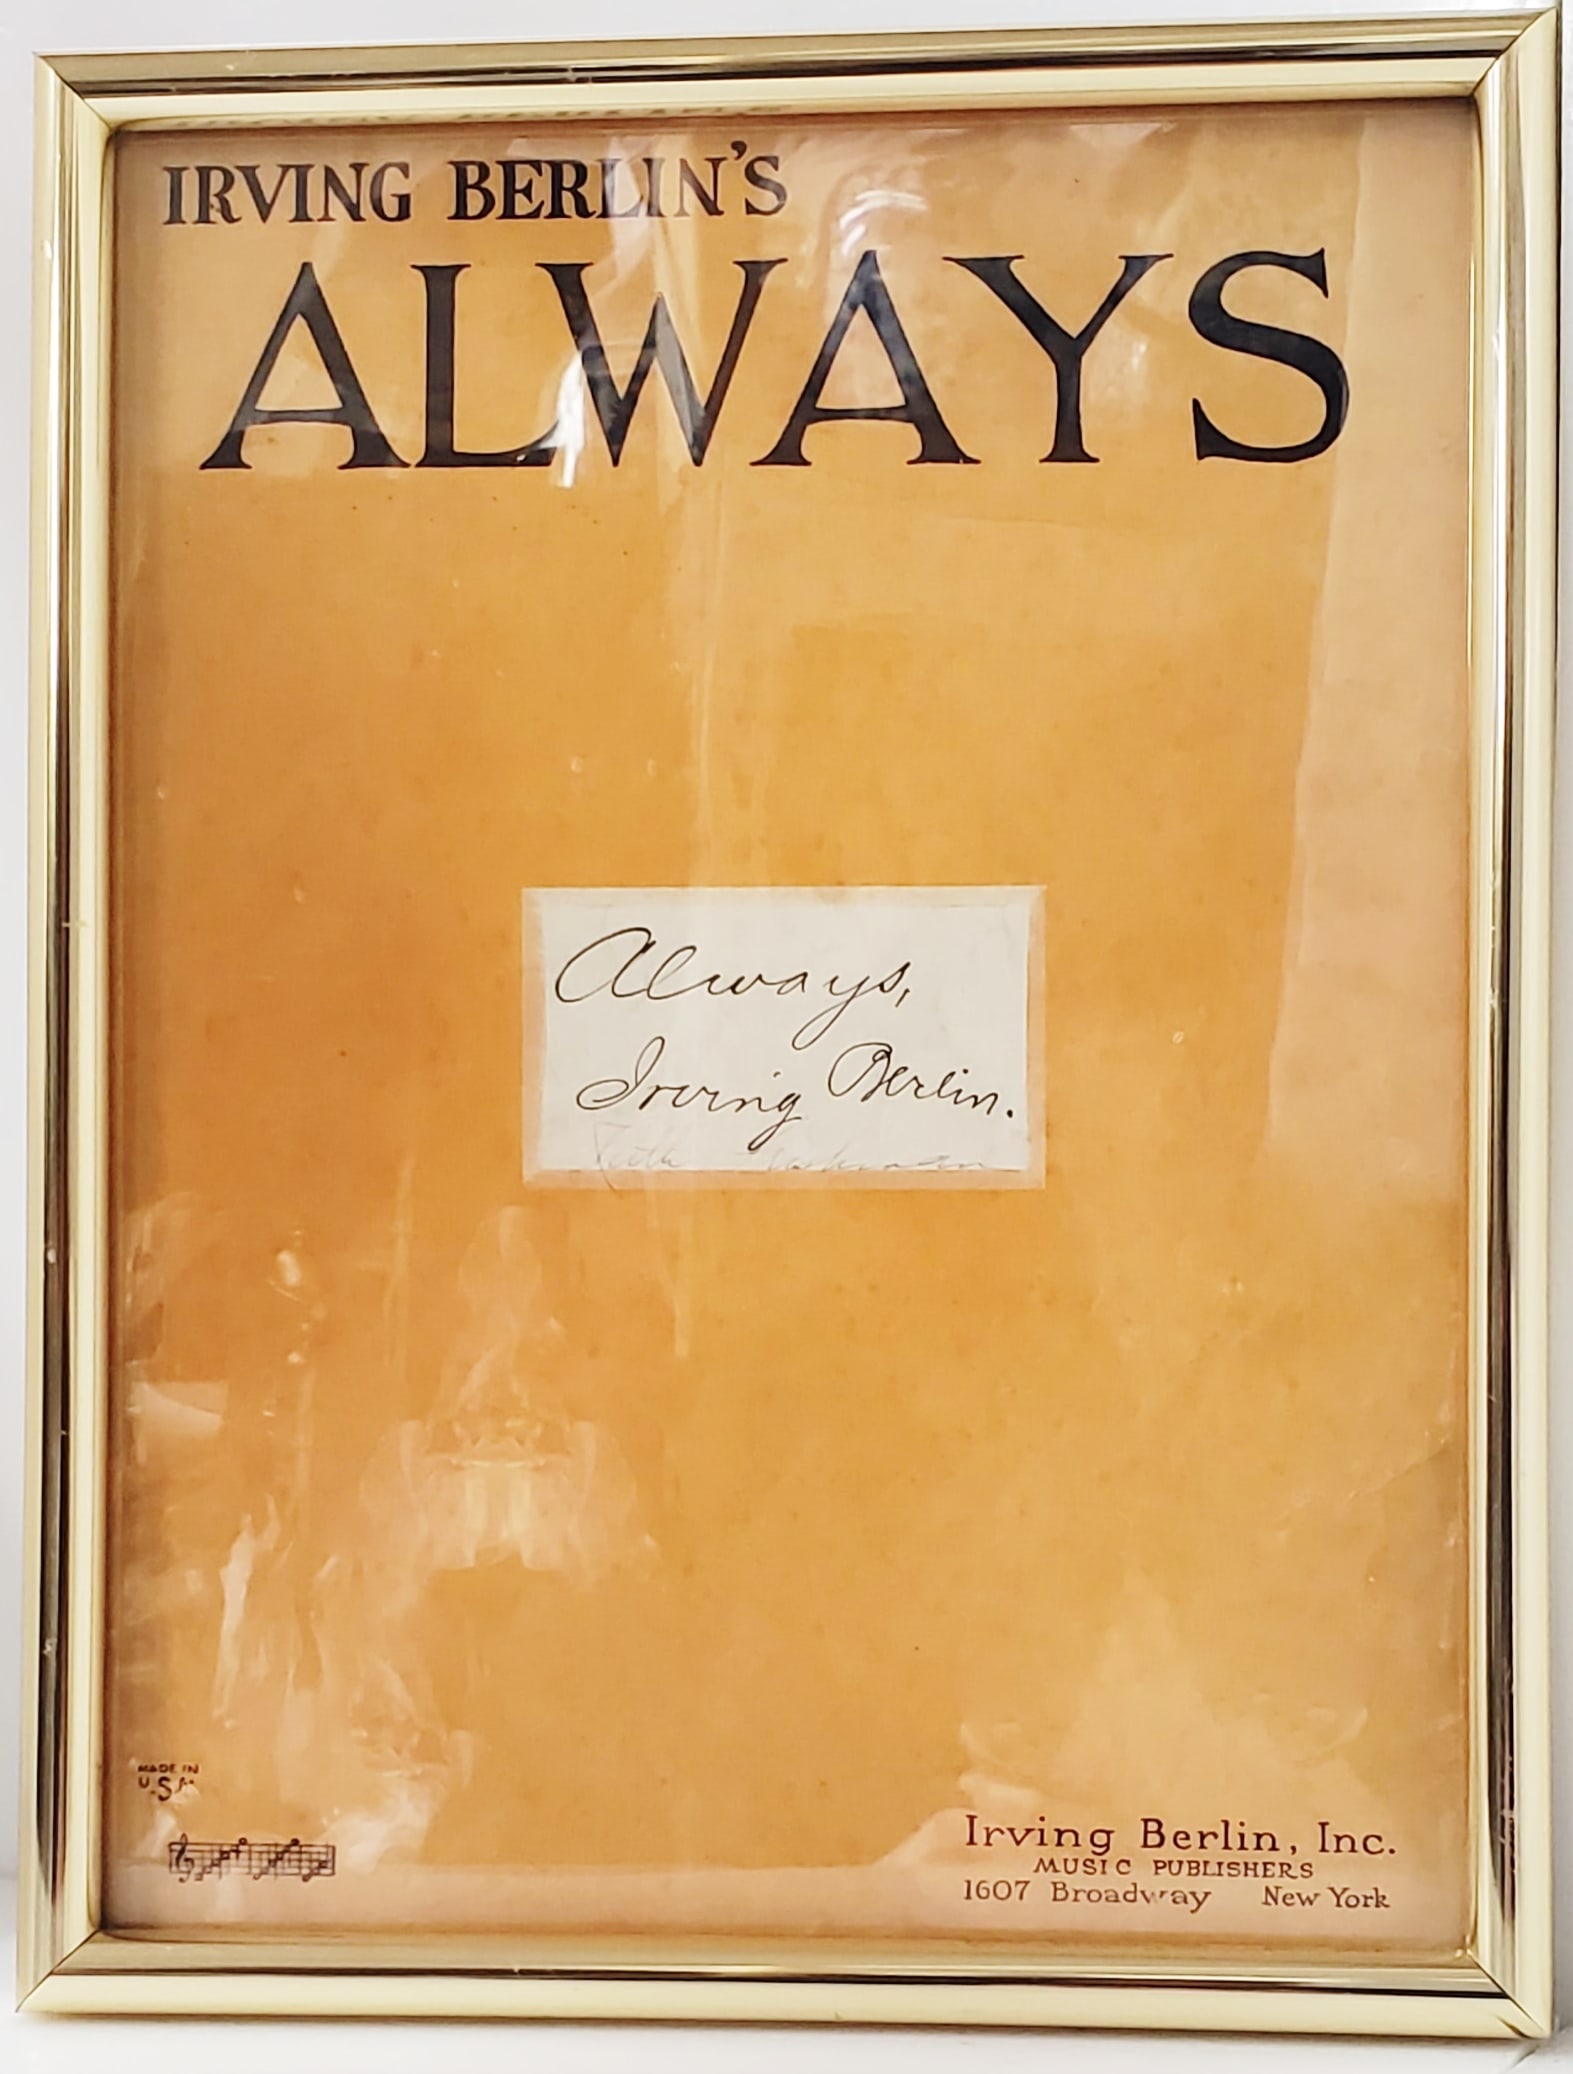 IRVING BERLIN'S
ALWAYS
Always,
Irving Berlin.
MADE IN
U.S.A.
Irving Berlin, Inc.
MUSIC PUBLISHERS
1607 Broadway New York